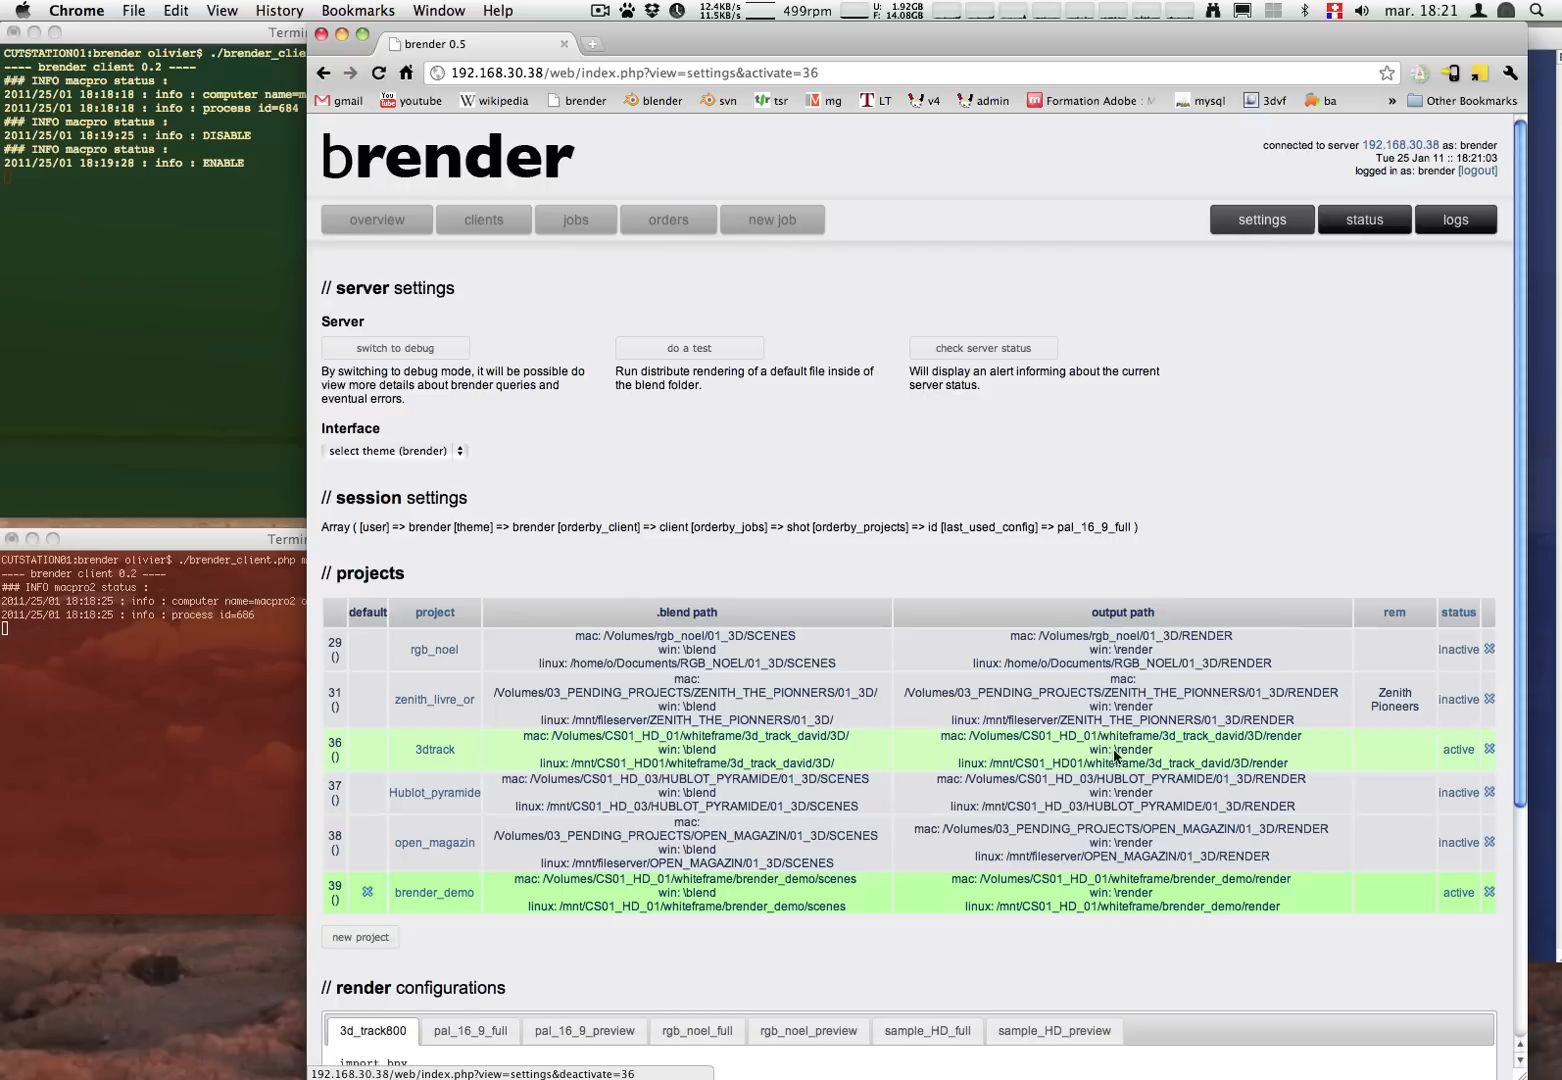 Chrome File Edit View History Bookmarks Window Help 12.4KB/s 11.5KB/s 499rpm U: 1.92GB F: 14.08GB mar. 18:21
Termi
CUTSTATION01:brender olivier$ ./brender_clie
---- brender client 0.2 ----
### INFO macpro status :
2011/25/01 18:18:18 : info : computer name=m
2011/25/01 18:18:18 : info : process id=684
### INFO macpro status :
2011/25/01 18:19:25 : info : DISABLE
### INFO macpro status :
2011/25/01 18:19:28 : info : ENABLE
Termin
CUTSTATION01:brender olivier$ ./brender_client.php m
---- brender client 0.2 ----
### INFO macpro2 status :
2011/25/01 18:18:25 : info : computer name=macpro2 o
2011/25/01 18:18:25 : info : process id=686
brender 0.5
192.168.30.38/web/index.php?view=settings&activate=36
gmail youtube wikipedia brender blender svn tsr mg LT v4 admin Formation Adobe : mysql 3dvf ba » Other Bookmarks
brender
connected to server 192.168.30.38 as: brender
Tue 25 Jan 11 :: 18:21:03
logged in as: brender [logout]
overview clients jobs orders new job settings status logs
// server settings
Server
switch to debug do a test check server status
By switching to debug mode, it will be possible do
view more details about brender queries and
eventual errors.
Run distribute rendering of a default file inside of
the blend folder.
Will display an alert informing about the current
server status.
Interface
select theme (brender)
// session settings
Array ( [user] => brender [theme] => brender [orderby_client] => client [orderby_jobs] => shot [orderby_projects] => id [last_used_config] => pal_16_9_full )
// projects
default project .blend path output path rem status
29 () rgb_noel inactive
mac: /Volumes/rgb_noel/01_3D/SCENES mac: /Volumes/rgb_noel/01_3D/RENDER
win: \blend win: \render
linux: /home/o/Documents/RGB_NOEL/01_3D/SCENES linux: /home/o/Documents/RGB_NOEL/01_3D/RENDER
31 () zenith_livre_or Zenith Pioneers inactive
mac: mac:
/Volumes/03_PENDING_PROJECTS/ZENITH_THE_PIONNERS/01_3D/ /Volumes/03_PENDING_PROJECTS/ZENITH_THE_PIONNERS/01_3D/RENDER
win: \blend win: \render
linux: /mnt/fileserver/ZENITH_THE_PIONNERS/01_3D/ linux: /mnt/fileserver/ZENITH_THE_PIONNERS/01_3D/RENDER
36 () 3dtrack active
mac: /Volumes/CS01_HD_01/whiteframe/3d_track_david/3D/ mac: /Volumes/CS01_HD_01/whiteframe/3d_track_david/3D/render
win: \blend win: \render
linux: /mnt/CS01_HD01/whiteframe/3d_track_david/3D/ linux: /mnt/CS01_HD01/whiteframe/3d_track_david/3D/render
37 () Hublot_pyramide inactive
mac: /Volumes/CS01_HD_03/HUBLOT_PYRAMIDE/01_3D/SCENES mac: /Volumes/CS01_HD_03/HUBLOT_PYRAMIDE/01_3D/RENDER
win: \blend win: \render
linux: /mnt/CS01_HD_03/HUBLOT_PYRAMIDE/01_3D/SCENES linux: /mnt/CS01_HD_03/HUBLOT_PYRAMIDE/01_3D/RENDER
38 () open_magazin inactive
mac:
/Volumes/03_PENDING_PROJECTS/OPEN_MAGAZIN/01_3D/SCENES mac: /Volumes/03_PENDING_PROJECTS/OPEN_MAGAZIN/01_3D/RENDER
win: \blend win: \render
linux: /mnt/fileserver/OPEN_MAGAZIN/01_3D/SCENES linux: /mnt/fileserver/OPEN_MAGAZIN/01_3D/RENDER
39 () brender_demo active
mac: /Volumes/CS01_HD_01/whiteframe/brender_demo/scenes mac: /Volumes/CS01_HD_01/whiteframe/brender_demo/render
win: \blend win: \render
linux: /mnt/CS01_HD_01/whiteframe/brender_demo/scenes linux: /mnt/CS01_HD_01/whiteframe/brender_demo/render
new project
// render configurations
3d_track800 pal_16_9_full pal_16_9_preview rgb_noel_full rgb_noel_preview sample_HD_full sample_HD_preview
import bpy
192.168.30.38/web/index.php?view=settings&deactivate=36